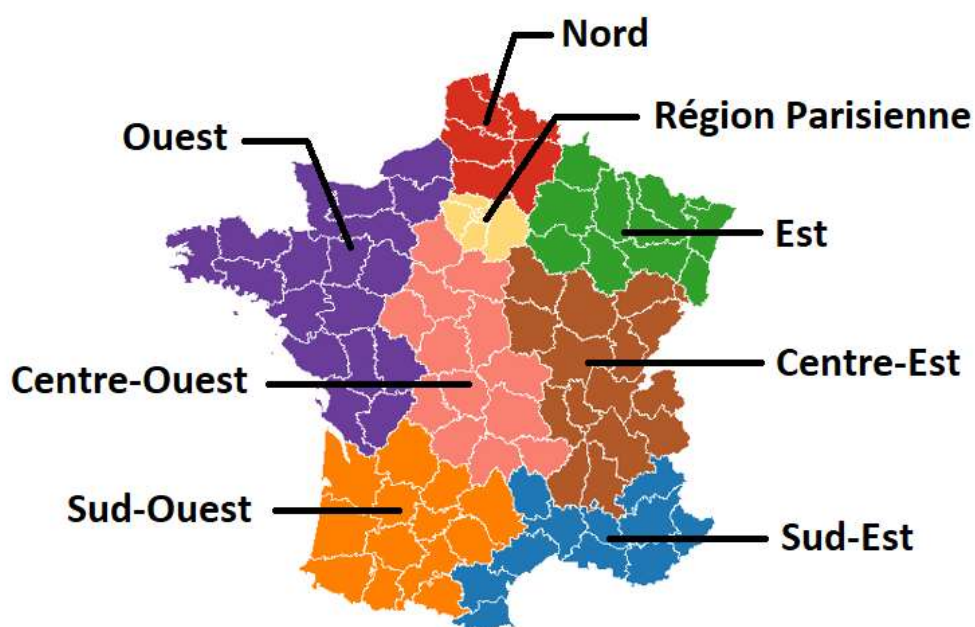 Nord
Région Parisienne
Ouest
Est
Centre-Ouest
Centre-Est
Sud-Ouest
Sud-Est